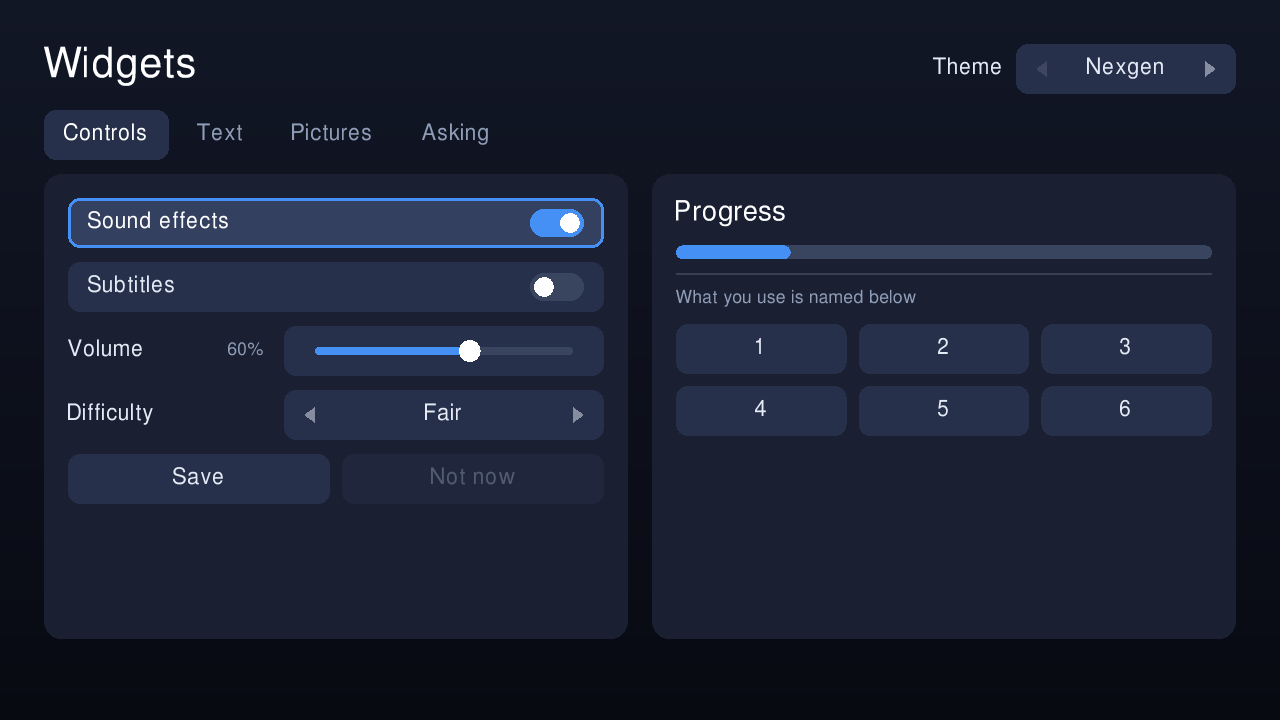 Widgets
Theme
Nexgen
Controls
Text
Pictures
Asking
Sound effects
Subtitles
Volume
60%
Difficulty
Fair
Save
Not now
Progress
What you use is named below
1
2
3
4
5
6